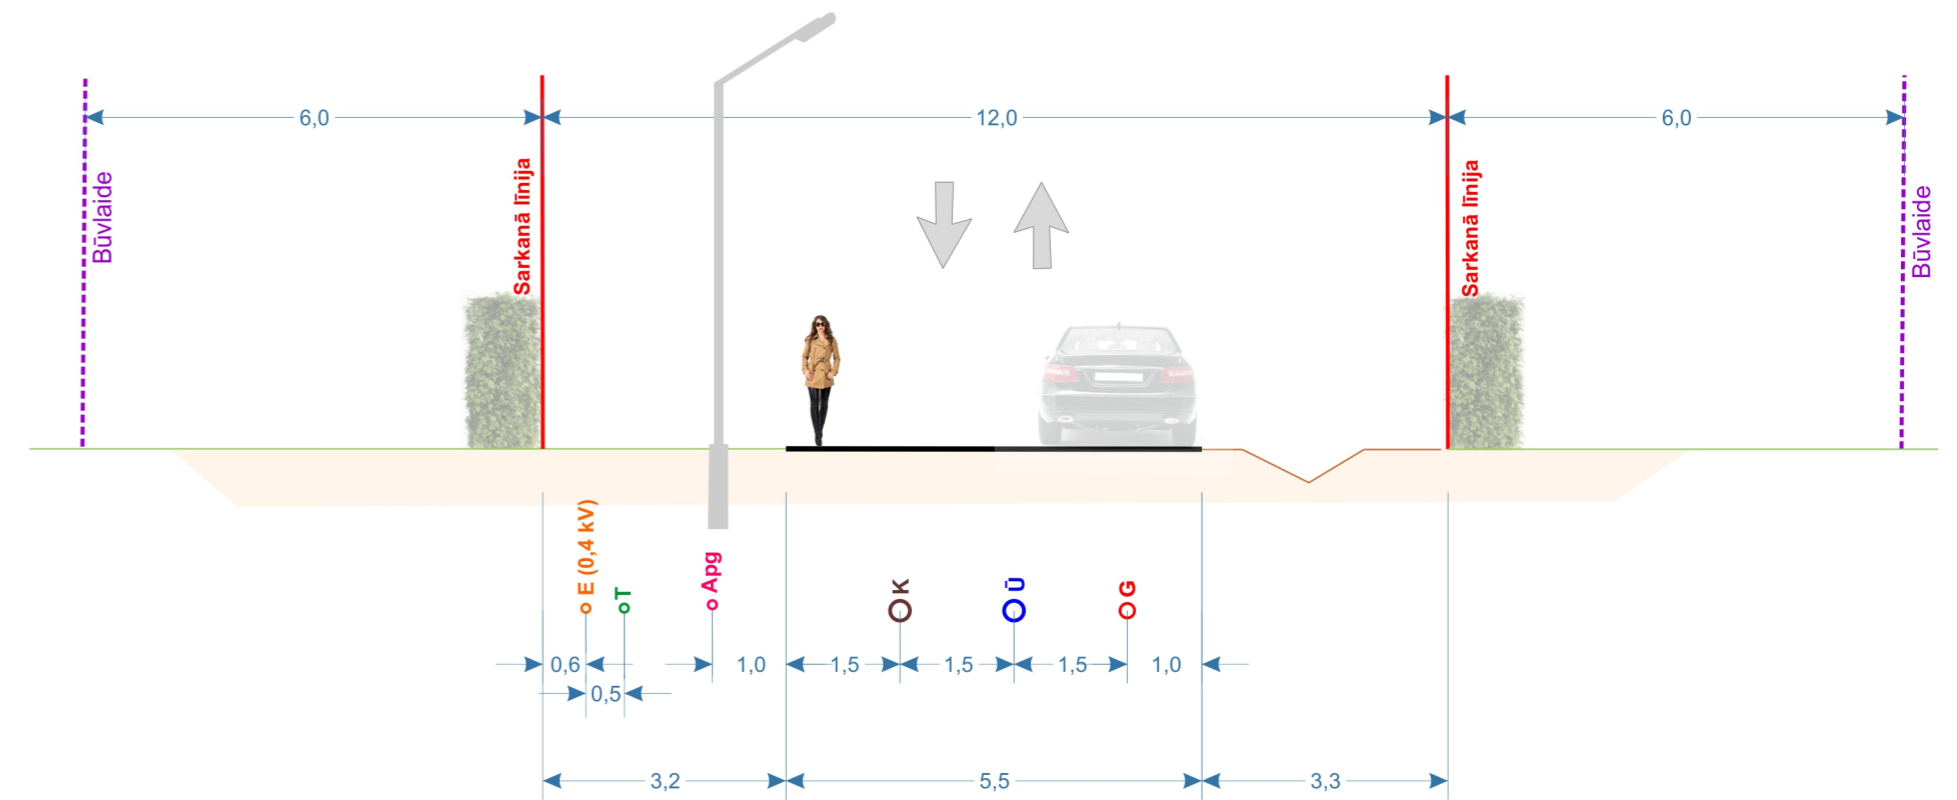 6,0
12,0
6,0
Būvlaide
Sarkanā līnija
Sarkanā līnija
Būvlaide
E (0,4 kV)
T
Apg
K
Ū
G
0,6
1,0
1,5
1,5
1,5
1,0
0,5
3,2
5,5
3,3